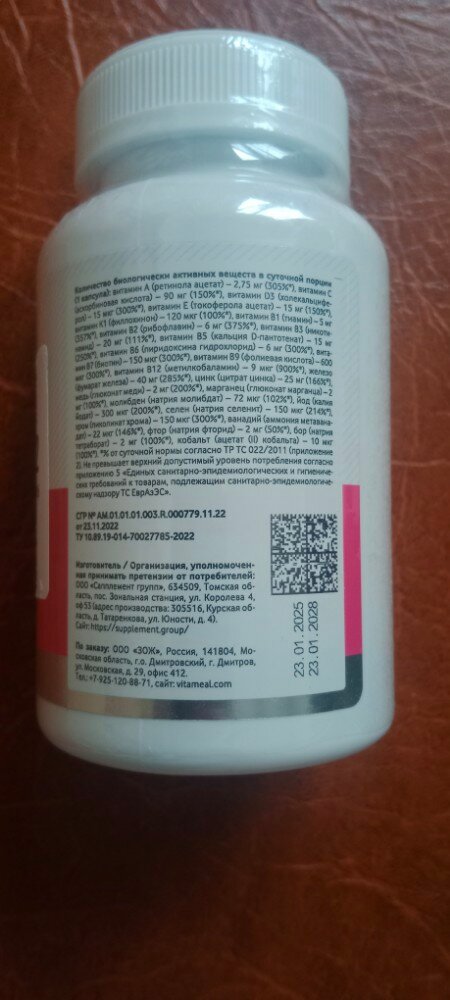 Количество биологически активных веществ в суточной порции
(1 капсула): витамин А (ретинола ацетат) – 2,75 мг (305%*), витамин С
(аскорбиновая кислота) – 90 мг (150%*), витамин D3 (холекальцифе-
рол) – 15 мкг (300%*), витамин Е (токоферола ацетат) – 15 мг (150%*),
витамин К1 (филлохинон) – 120 мкг (100%*), витамин В1 (тиамин) – 5 мг
(357%*), витамин В2 (рибофлавин) – 6 мг (375%*), витамин В3 (никоти-
намид) – 20 мг (111%*), витамин В5 (кальция D-пантотенат) – 15 мг
(250%*), витамин В6 (пиридоксина гидрохлорид) – 6 мг (300%*), вита-
мин В7 (биотин) – 150 мкг (300%*), витамин В9 (фолиевая кислота) – 600
мкг (300%*), витамин В12 (метилкобаламин) – 9 мкг (900%*), железо
(фумарат железа) – 40 мг (285%*), цинк (цитрат цинка) – 25 мг (166%*),
медь (глюконат меди) – 2 мг (200%*), марганец (глюконат марганца) – 2
мг (100%*), молибден (натрия молибдат) – 72 мкг (102%*), йод (калия
йодат) – 300 мкг (200%*), селен (натрия селенит) – 150 мкг (214%*),
хром (пиколинат хрома) – 150 мкг (300%*), ванадий (аммония метавана-
дат) – 22 мкг (146%*), фтор (натрия фторид) – 2 мг (50%*), бор (натрия
тетраборат) – 2 мг (100%*), кобальт (ацетат (II) кобальта) – 10 мкг
(100%*). *% от суточной нормы согласно ТР ТС 022/2011 (приложение
2). Не превышает верхний допустимый уровень потребления согласно
приложению 5 «Единых санитарно-эпидемиологических и гигиениче-
ских требований к товарам, подлежащим санитарно-эпидемиологиче-
скому надзору ТС ЕврАзЭС».
СГР № AM.01.01.01.003.R.000779.11.22
от 23.11.2022
ТУ 10.89.19-014-70027785-2022
Изготовитель / Организация, уполномочен-
ная принимать претензии от потребителей:
ООО «Сапплемент групп», 634509, Томская
область, пос. Зональная станция, ул. Королева 4,
оф 53 (адрес производства: 305516, Курская об-
ласть, д. Татаренкова, ул. Юности, д. 4).
Сайт: https://supplement.group/
По заказу: ООО «ЗОЖ», Россия, 141804, Мо-
сковская область, г.о. Дмитровский, г. Дмитров,
ул. Московская, д. 29, офис 412.
Тел.: +7-925-120-88-71, сайт: vitameal.com
23.01.2025
23.01.2028